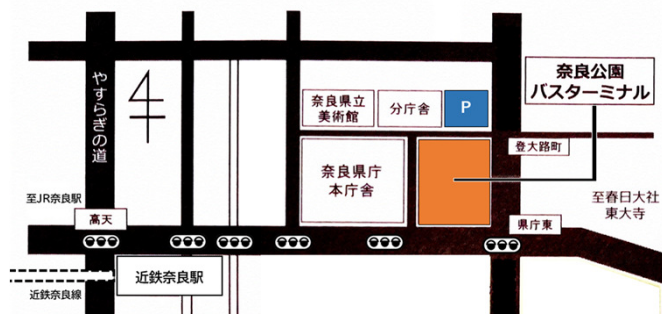 奈良公園
バスターミナル
奈良県立
美術館
分庁舎
P
やすらぎの道
登大路町
奈良県庁
本庁舎
至JR奈良駅
高天
至春日大社
東大寺
県庁東
近鉄奈良駅
近鉄奈良線